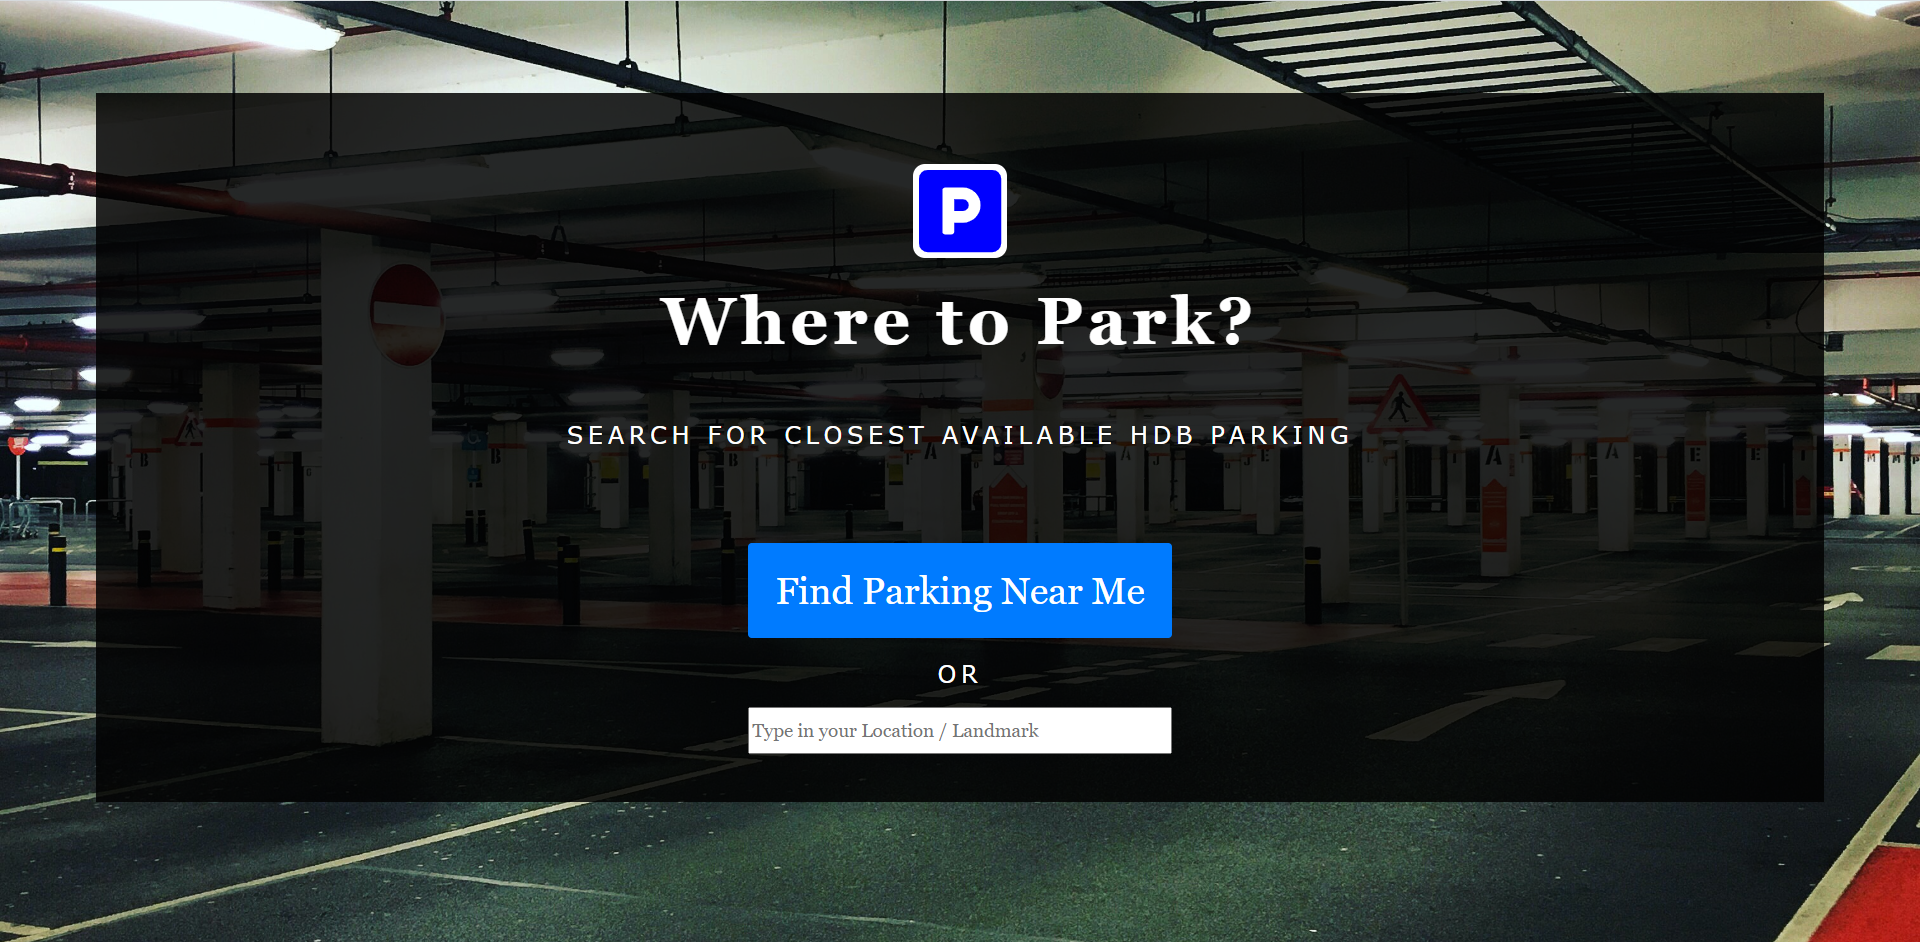 P
Where to Park?
SEARCH FOR CLOSEST AVAILABLE HDB PARKING
Find Parking Near Me
OR
Type in your Location / Landmark